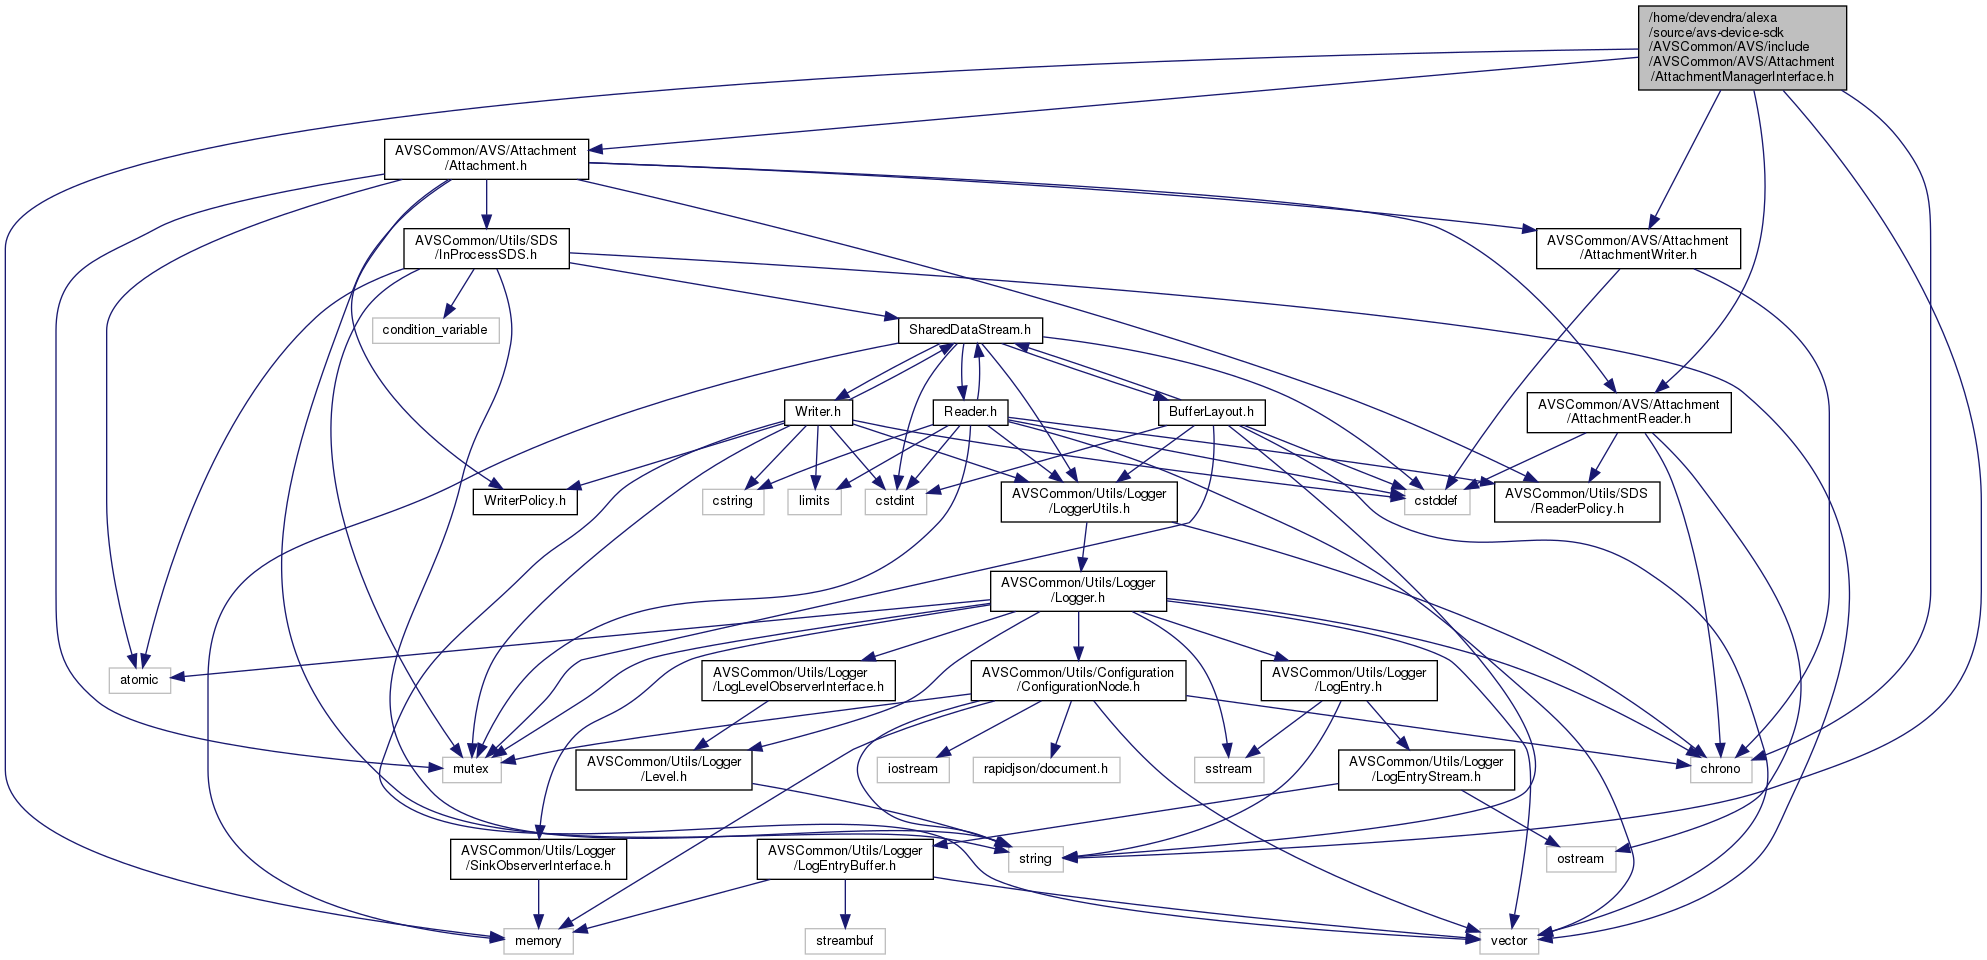 /home/devendra/alexa
/source/avs-device-sdk
/AVSCommon/AVS/include
/AVSCommon/AVS/Attachment
/AttachmentManagerInterface.h
AVSCommon/AVS/Attachment
/Attachment.h
AVSCommon/Utils/SDS
/InProcessSDS.h
AVSCommon/AVS/Attachment
/AttachmentWriter.h
condition_variable
SharedDataStream.h
Writer.h
Reader.h
BufferLayout.h
AVSCommon/AVS/Attachment
/AttachmentReader.h
WriterPolicy.h
cstring
limits
cstdint
AVSCommon/Utils/Logger
/LoggerUtils.h
cstddef
AVSCommon/Utils/SDS
/ReaderPolicy.h
AVSCommon/Utils/Logger
/Logger.h
atomic
AVSCommon/Utils/Logger
/LogLevelObserverInterface.h
AVSCommon/Utils/Configuration
/ConfigurationNode.h
AVSCommon/Utils/Logger
/LogEntry.h
mutex
AVSCommon/Utils/Logger
/Level.h
iostream
rapidjson/document.h
sstream
AVSCommon/Utils/Logger
/LogEntryStream.h
chrono
AVSCommon/Utils/Logger
/SinkObserverInterface.h
AVSCommon/Utils/Logger
/LogEntryBuffer.h
string
ostream
memory
streambuf
vector